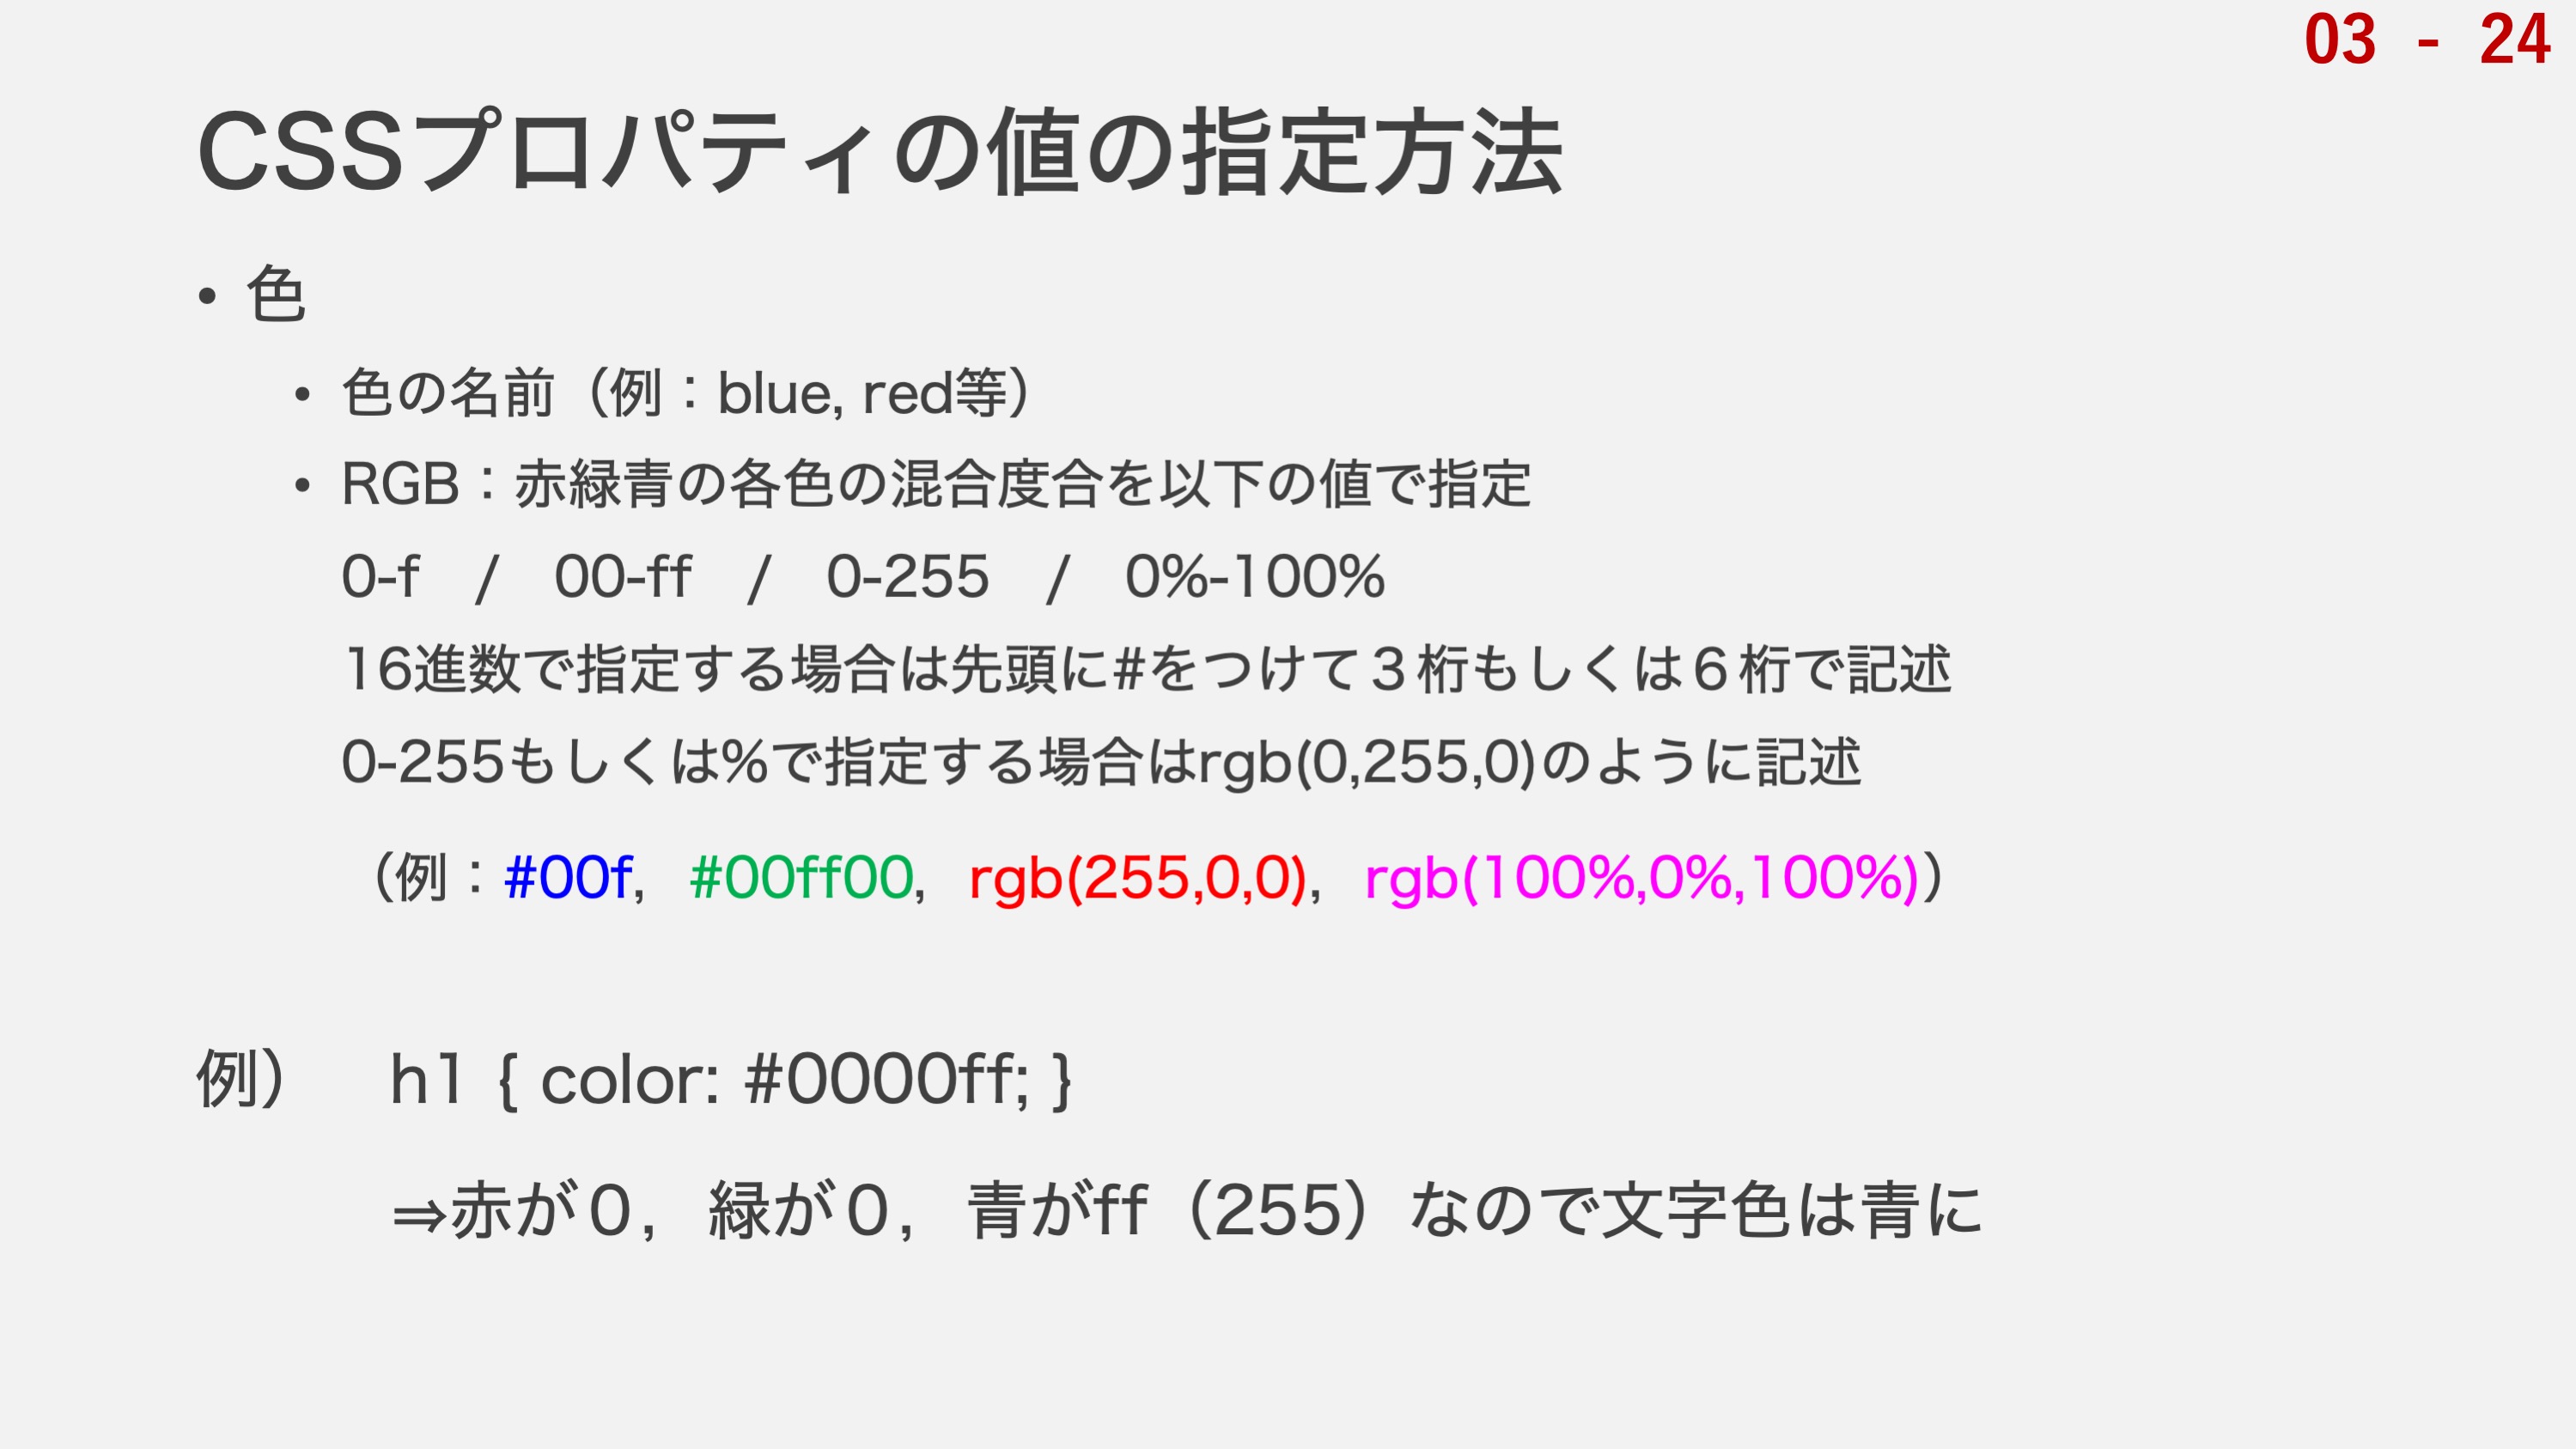 03 - 24
CSSプロパティの値の指定方法
• 色
• 色の名前（例：blue, red等）
• RGB：赤緑青の各色の混合度合を以下の値で指定
0-f　/　00-ff　/　0-255　/　0%-100%
16進数で指定する場合は先頭に#をつけて３桁もしくは６桁で記述
0-255もしくは%で指定する場合はrgb(0,255,0)のように記述
（例：#00f, #00ff00, rgb(255,0,0), rgb(100%,0%,100%)）
例）　h1 { color: #0000ff; }
⇒赤が０，緑が０，青がff（255）なので文字色は青に